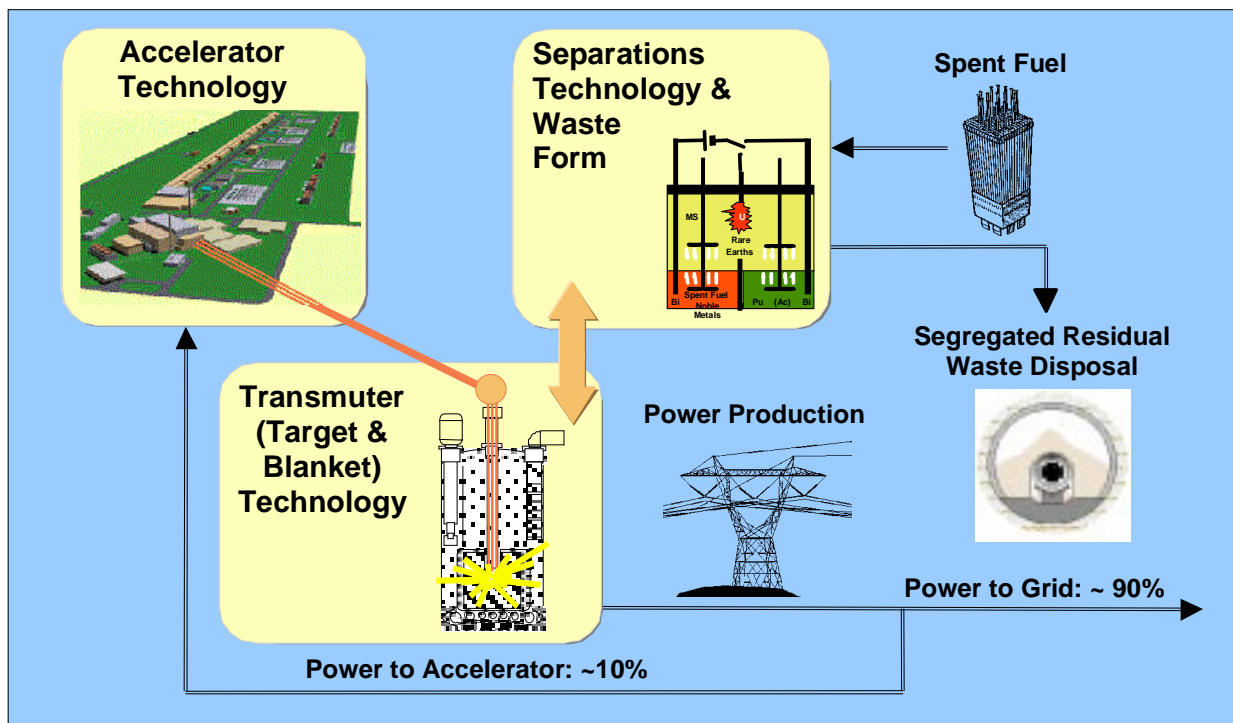 Accelerator
Technology
Separations
Technology &
Waste
Form
Spent Fuel
MS
U
Rare
Earths
Bi
Spent Fuel
Noble
Metals
Pu
(Ac)
Bi
Segregated Residual
Waste Disposal
Transmuter
(Target &
Blanket)
Technology
Power Production
Power to Grid: ~ 90%
Power to Accelerator: ~10%